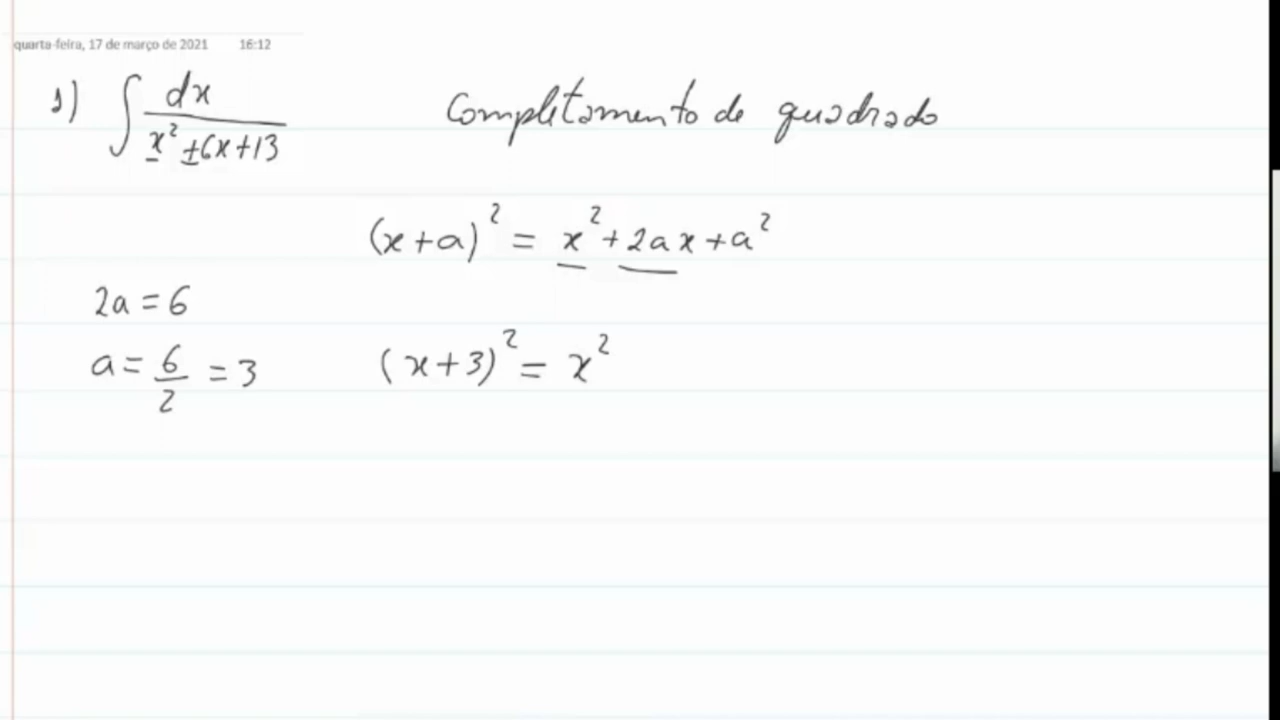 quarta-feira, 17 de março de 2021 16:12
1) ∫ dx / (x² + 6x + 13) Completamento de quadrado
(x + a)² = x² + 2ax + a²
2a = 6
a = 6/2 = 3 (x + 3)² = x²